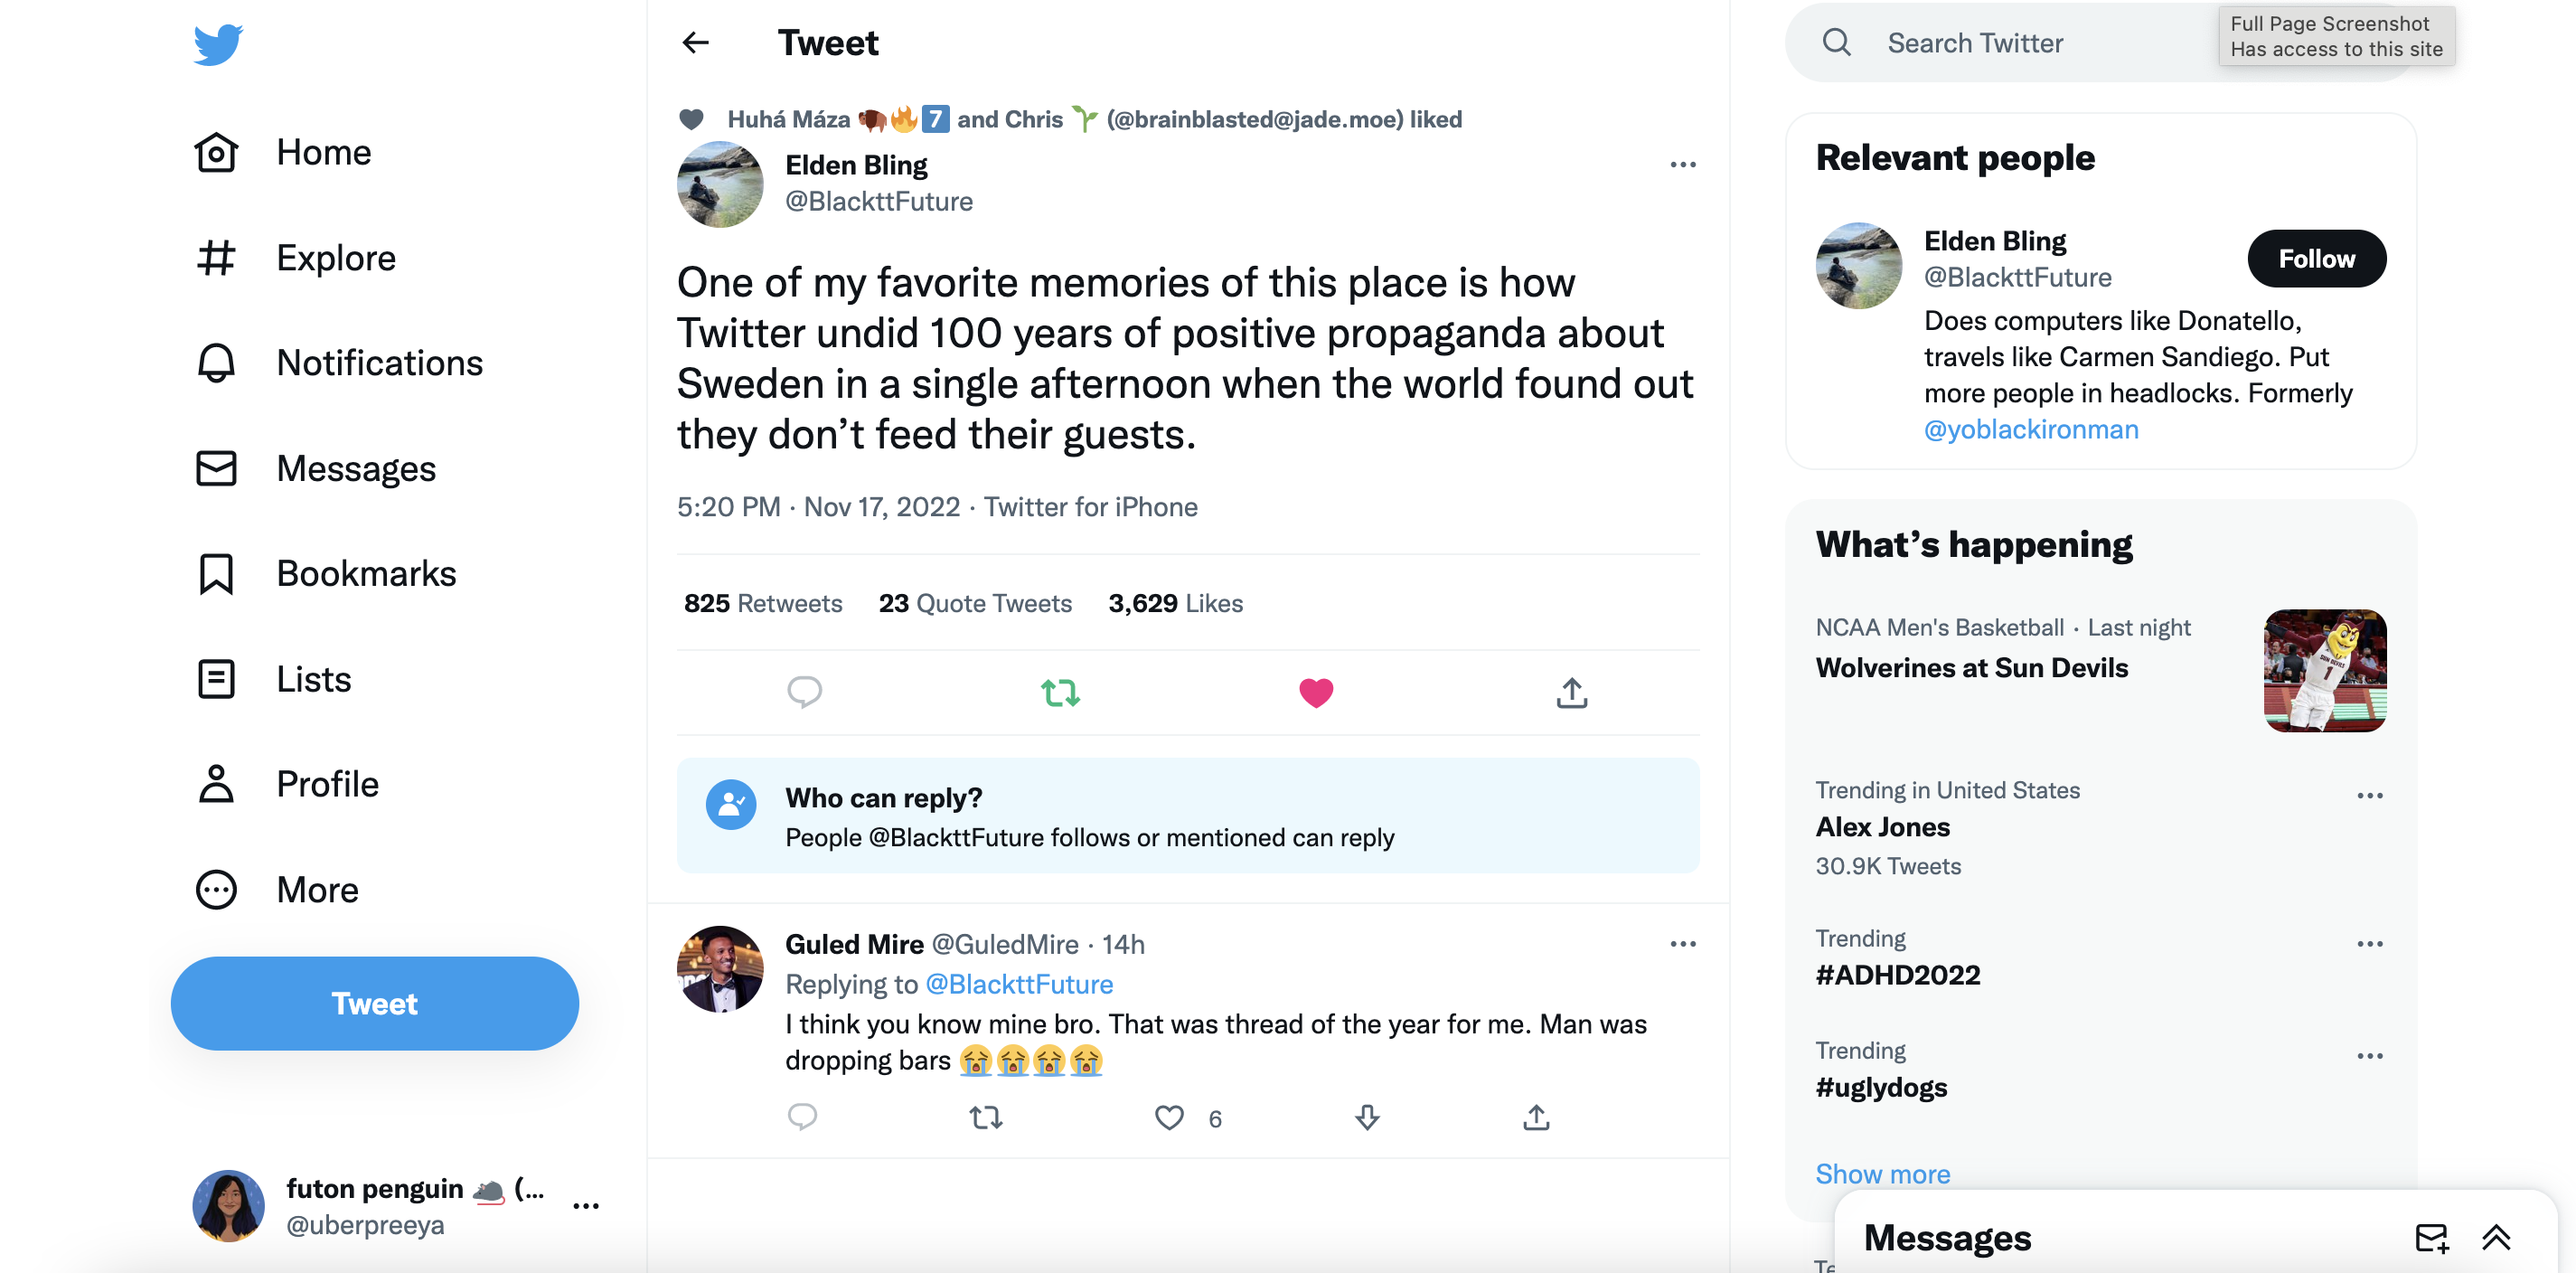 Home
Explore
Notifications
Messages
Bookmarks
Lists
Profile
More
Tweet
futon penguin 🐀 (...
@uberpreeya
Tweet
Huhá Máza 🦬🔥7️⃣ and Chris 🌱 (@brainblasted@jade.moe) liked
Elden Bling
@BlackttFuture
One of my favorite memories of this place is how
Twitter undid 100 years of positive propaganda about
Sweden in a single afternoon when the world found out
they don’t feed their guests.
5:20 PM · Nov 17, 2022 · Twitter for iPhone
825 Retweets 23 Quote Tweets 3,629 Likes
Who can reply?
People @BlackttFuture follows or mentioned can reply
Guled Mire @GuledMire · 14h
Replying to @BlackttFuture
I think you know mine bro. That was thread of the year for me. Man was
dropping bars 😭😭😭😭
6
Search Twitter
Full Page Screenshot
Has access to this site
Relevant people
Elden Bling
@BlackttFuture
Follow
Does computers like Donatello,
travels like Carmen Sandiego. Put
more people in headlocks. Formerly
@yoblackironman
What’s happening
NCAA Men's Basketball · Last night
Wolverines at Sun Devils
SUN DEVILS
1
Trending in United States
Alex Jones
30.9K Tweets
Trending
#ADHD2022
Trending
#uglydogs
Show more
Messages